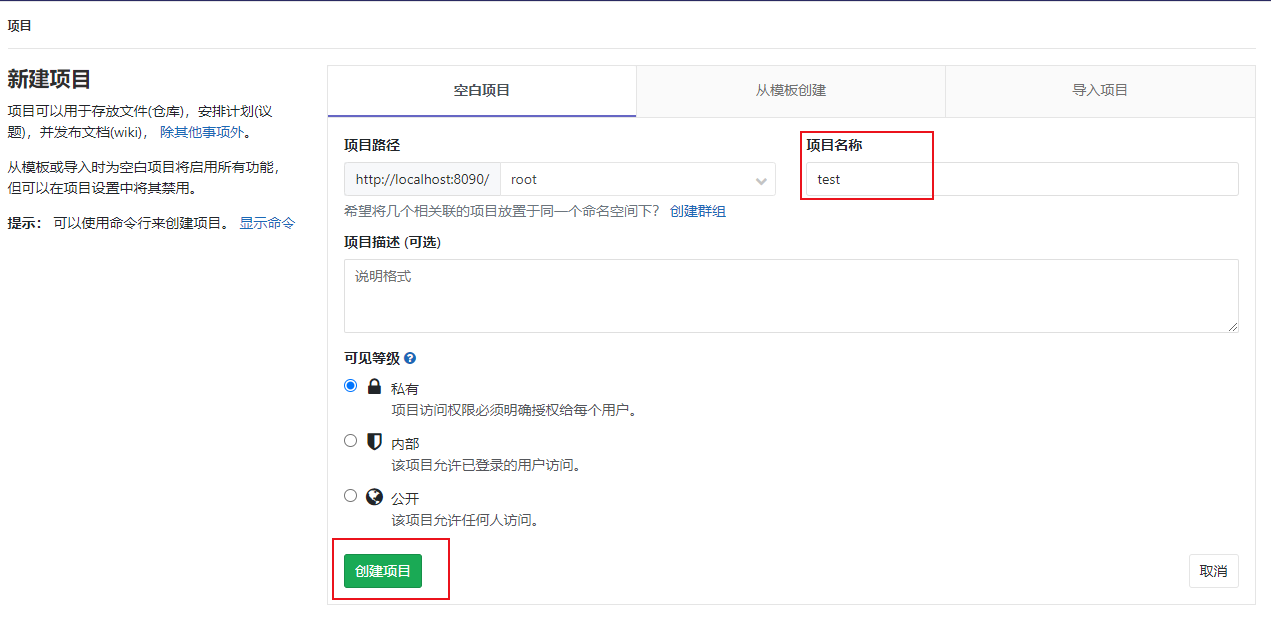 项目
新建项目
项目可以用于存放文件(仓库)，安排计划(议
题)，并发布文档(wiki)， 除其他事项外。
从模板或导入时为空白项目将启用所有功能，
但可以在项目设置中将其禁用。
提示： 可以使用命令行来创建项目。 显示命令
空白项目
从模板创建
导入项目
项目路径
http://localhost:8090/
root
项目名称
test
希望将几个相关联的项目放置于同一个命名空间下？ 创建群组
项目描述 (可选)
说明格式
可见等级
私有
项目访问权限必须明确授权给每个用户。
内部
该项目允许已登录的用户访问。
公开
该项目允许任何人访问。
创建项目
取消